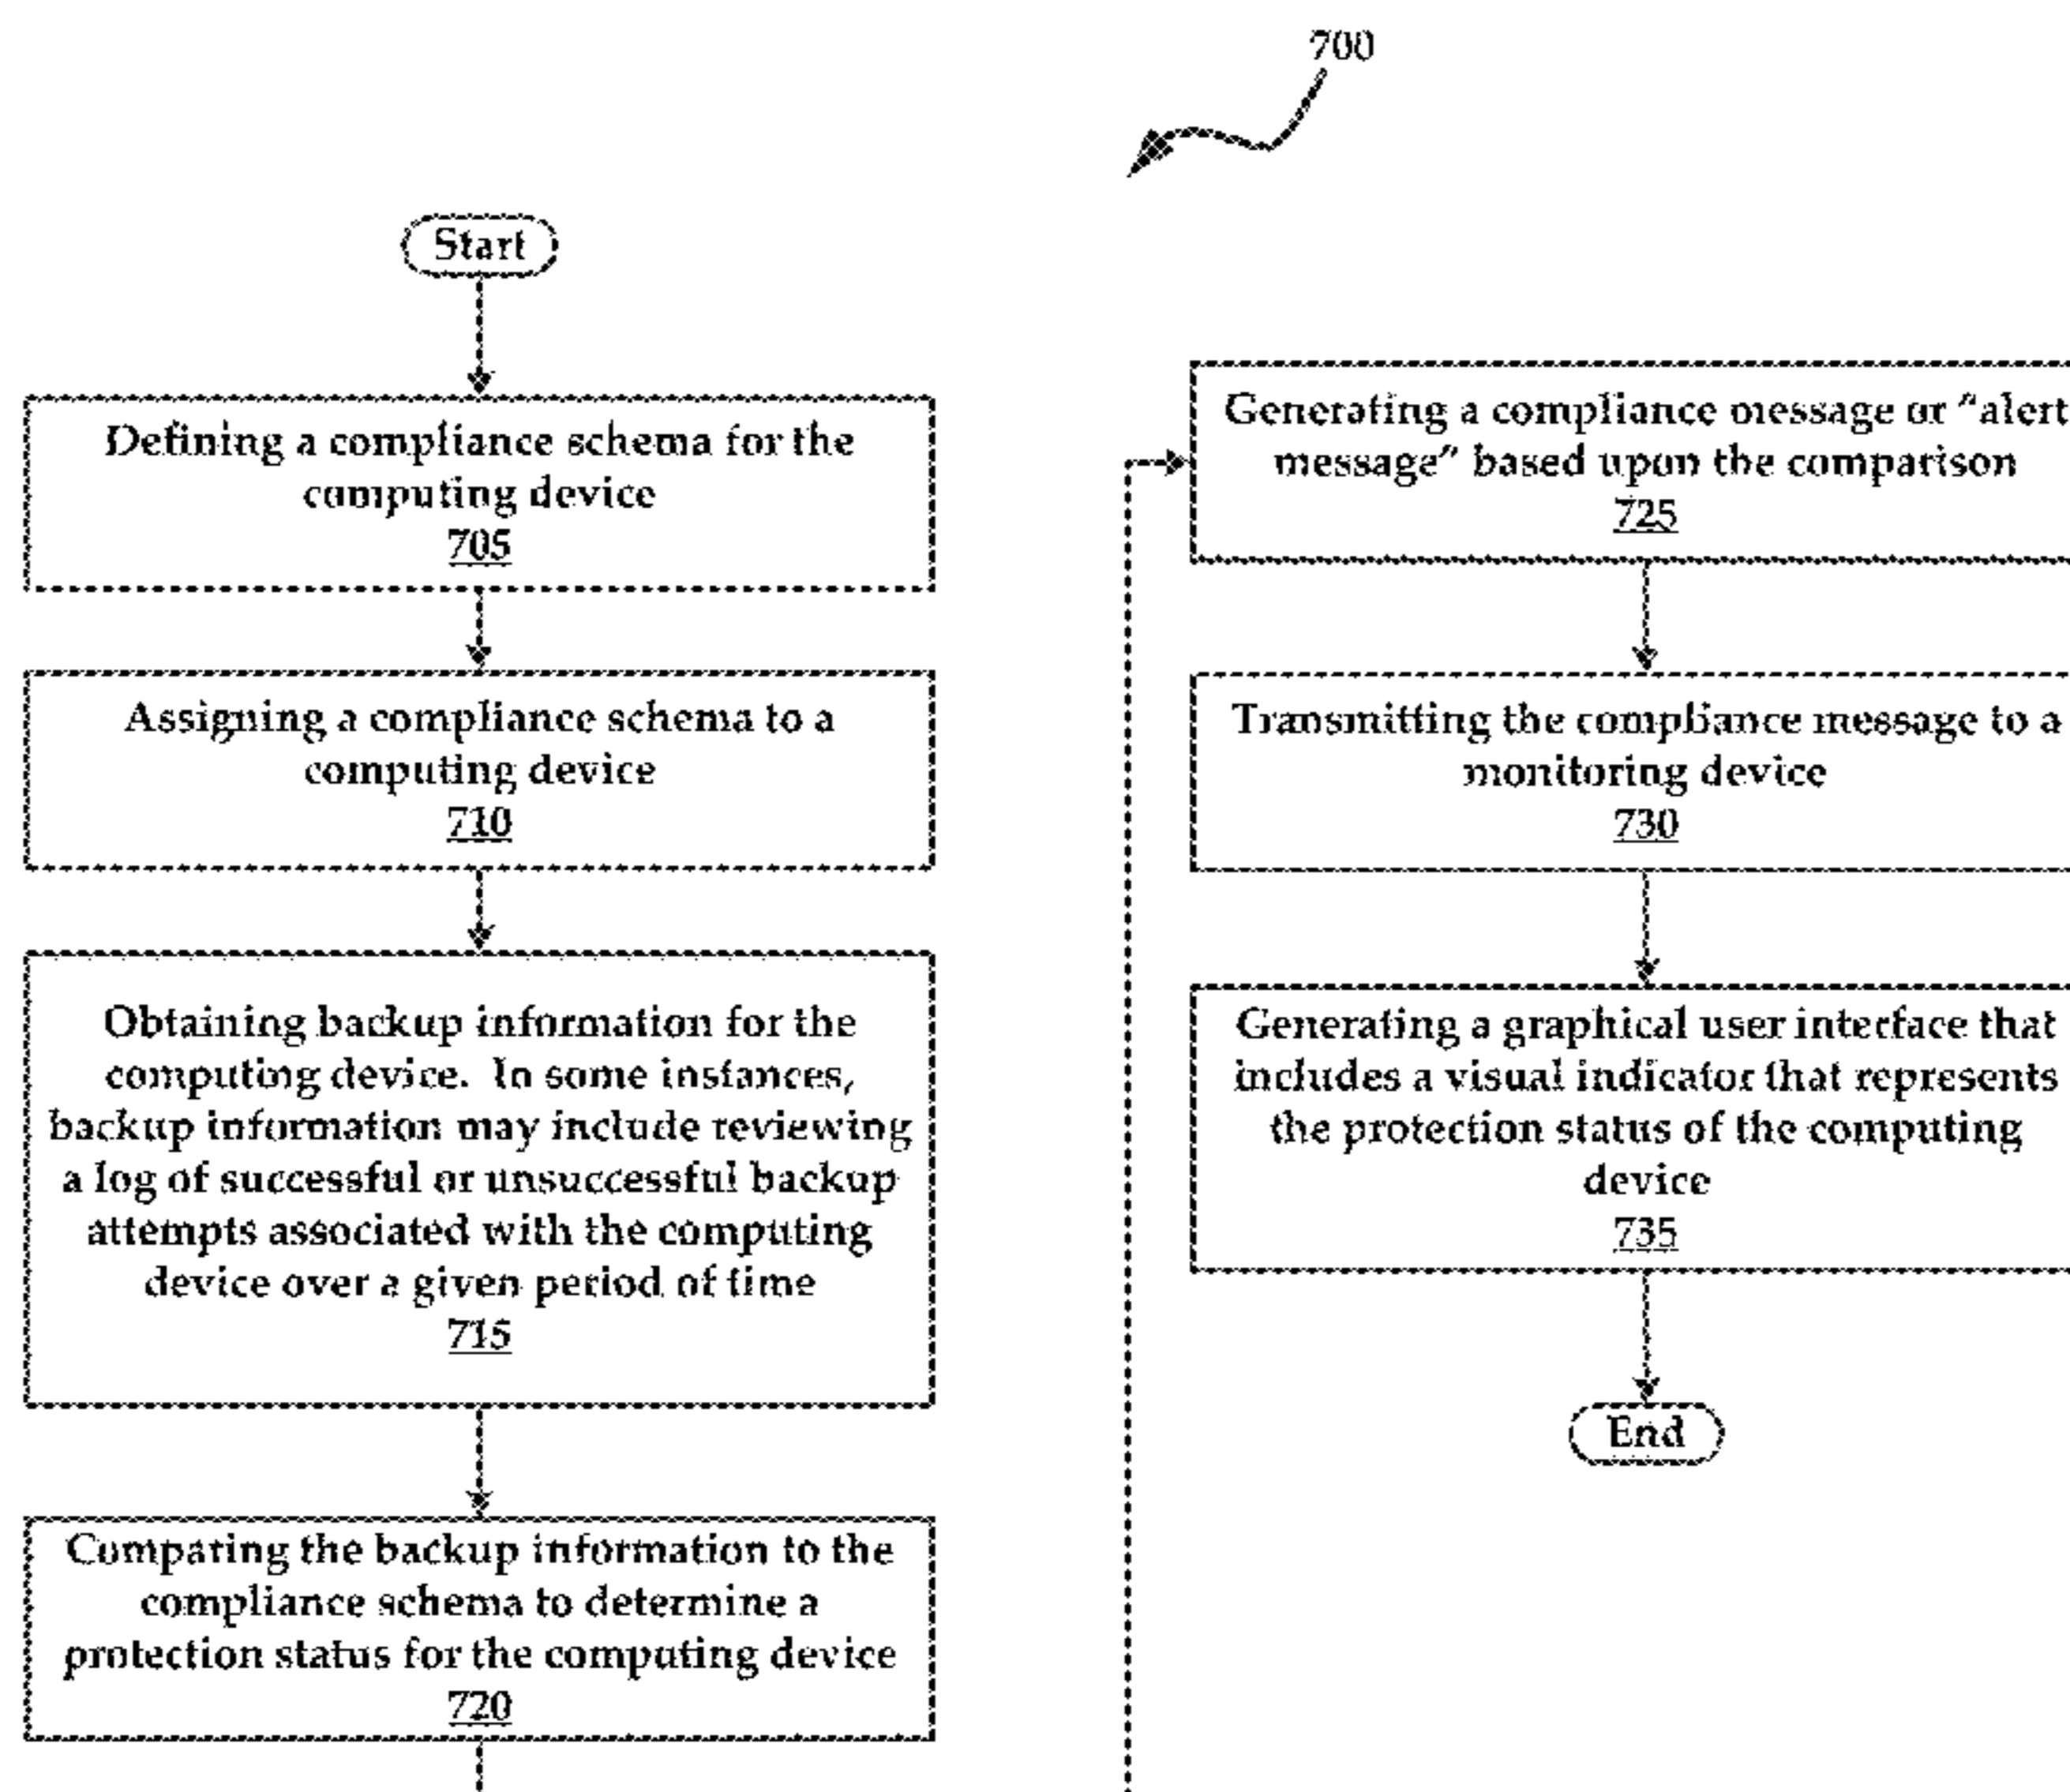 700
Start
Defining a compliance schema for the
computing device
705
Assigning a compliance schema to a
computing device
710
Obtaining backup information for the
computing device. In some instances,
backup information may include reviewing
a log of successful or unsuccessful backup
attempts associated with the computing
device over a given period of time
715
Comparing the backup information to the
compliance schema to determine a
protection status for the computing device
720
Generating a compliance message or "alert
message" based upon the comparison
725
Transmitting the compliance message to a
monitoring device
730
Generating a graphical user interface that
includes a visual indicator that represents
the protection status of the computing
device
735
End